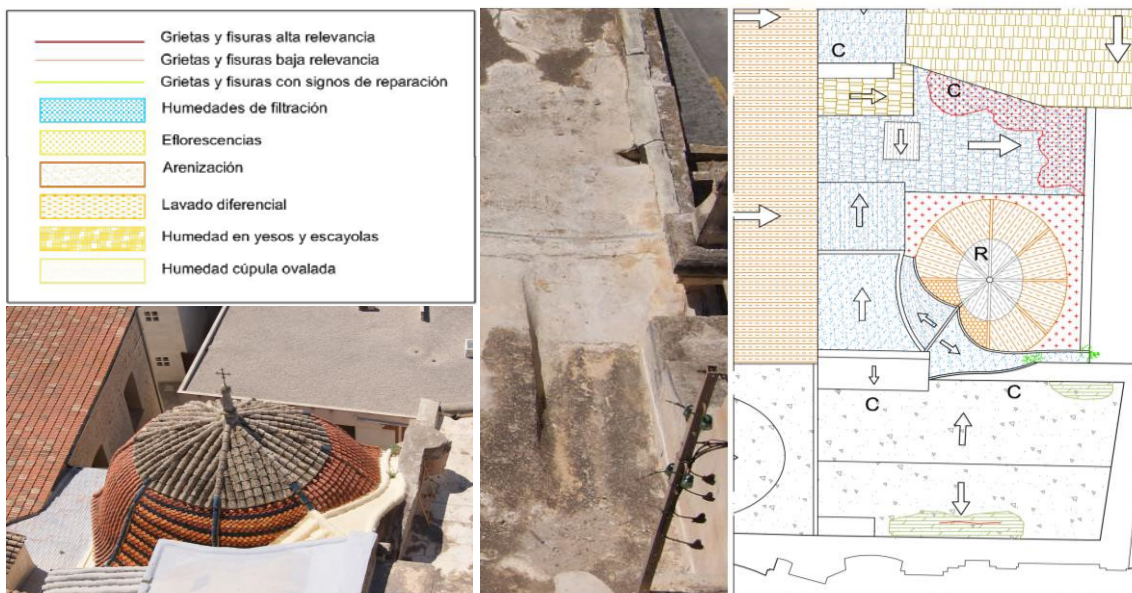 Grietas y fisuras alta relevancia
Grietas y fisuras baja relevancia
Grietas y fisuras con signos de reparación
Humedades de filtración
Eflorescencias
Arenización
Lavado diferencial
Humedad en yesos y escayolas
Humedad cúpula ovalada
C
C
R
C
C